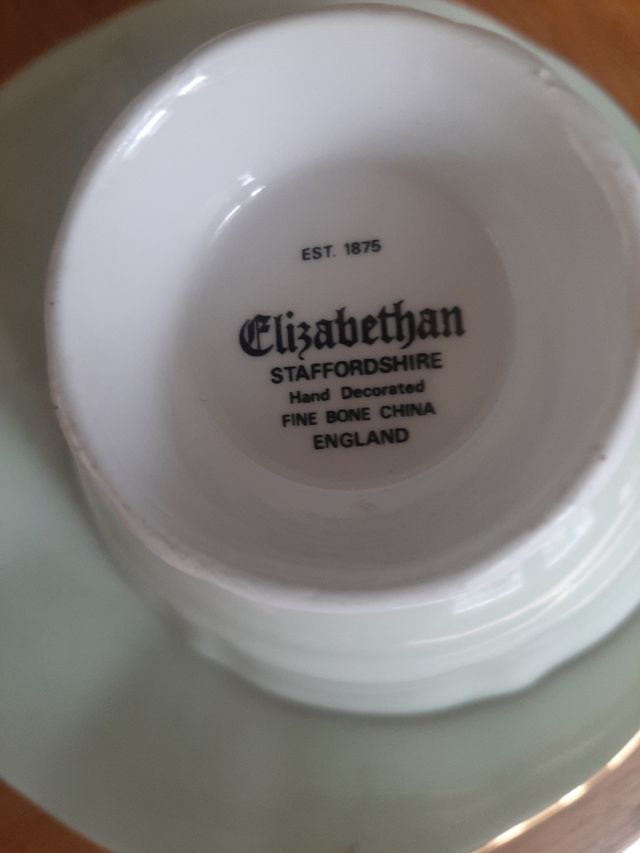 EST. 1875
Elizabethan
STAFFORDSHIRE
Hand Decorated
FINE BONE CHINA
ENGLAND